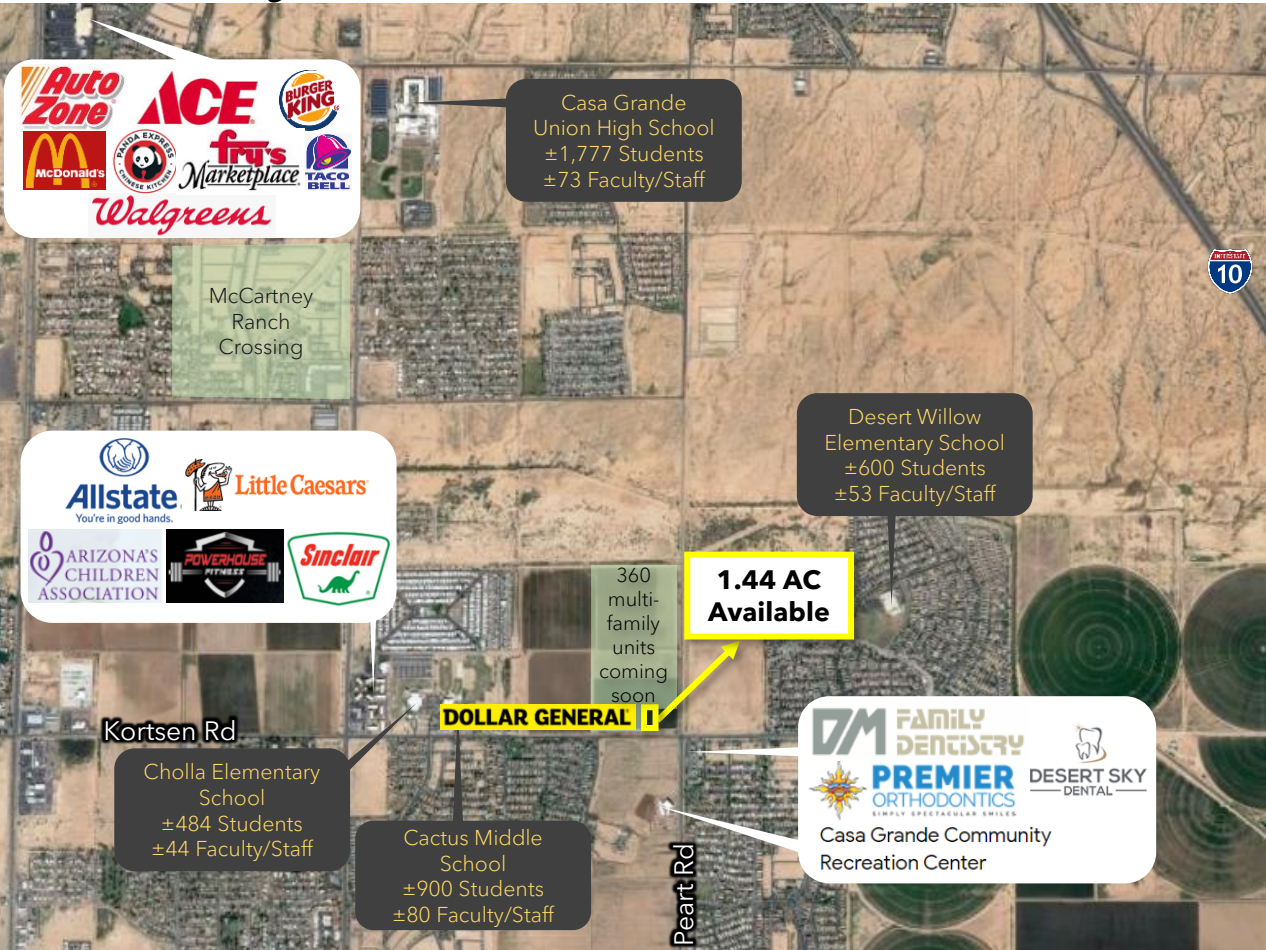 Auto
Zone
ACE
BURGER
KING
McDonald's
PANDA EXPRESS
CHINESE KITCHEN
fry's
Marketplace
TACO
BELL
Walgreens
Casa Grande
Union High School
±1,777 Students
±73 Faculty/Staff
INTERSTATE
10
McCartney
Ranch
Crossing
Desert Willow
Elementary School
±600 Students
±53 Faculty/Staff
Allstate
You're in good hands.
Little Caesars
ARIZONA'S
CHILDREN
ASSOCIATION
POWERHOUSE
FITNESS
Sinclair
360
multi-
family
units
coming
soon
1.44 AC
Available
DOLLAR GENERAL
Kortsen Rd
Cholla Elementary
School
±484 Students
±44 Faculty/Staff
Cactus Middle
School
±900 Students
±80 Faculty/Staff
Peart Rd
DM FAMILY
DENTISTRY
PREMIER
ORTHODONTICS
SIMPLY SPECTACULAR SMILES
DESERT SKY
DENTAL
Casa Grande Community
Recreation Center